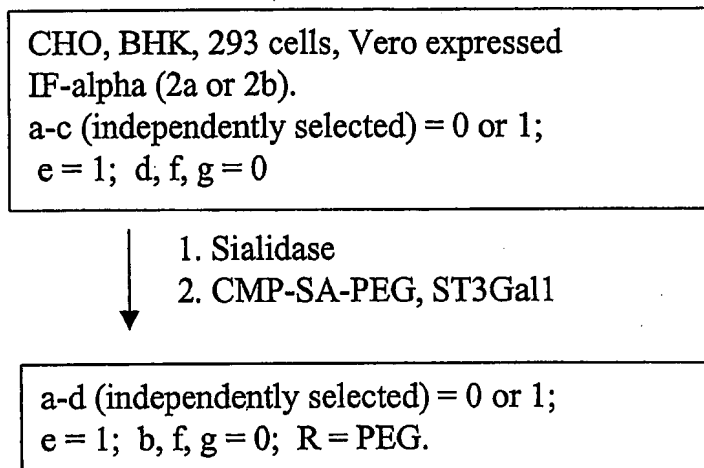 CHO, BHK, 293 cells, Vero expressed
IF-alpha (2a or 2b).
a-c (independently selected) = 0 or 1;
e = 1; d, f, g = 0
1. Sialidase
2. CMP-SA-PEG, ST3Gal1
a-d (independently selected) = 0 or 1;
e = 1; b, f, g = 0; R = PEG.